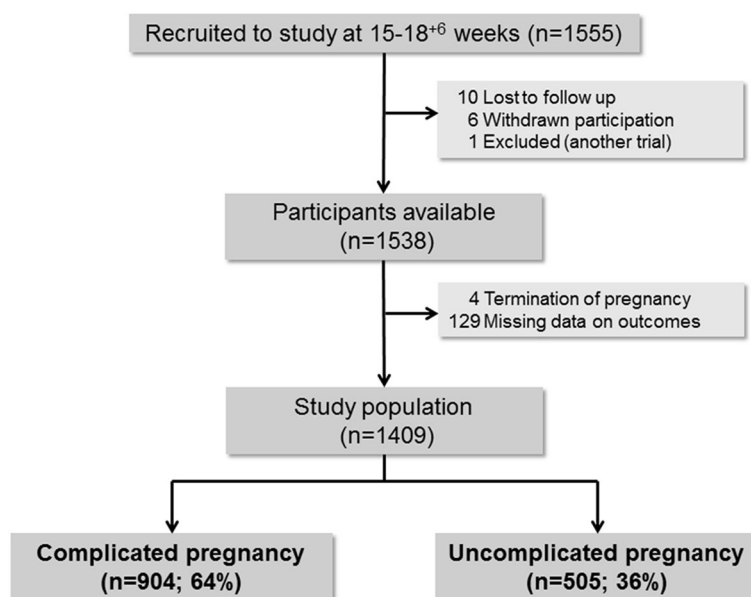 Recruited to study at 15-18⁺⁶ weeks (n=1555)
10 Lost to follow up
6 Withdrawn participation
1 Excluded (another trial)
Participants available
(n=1538)
4 Termination of pregnancy
129 Missing data on outcomes
Study population
(n=1409)
Complicated pregnancy
(n=904; 64%)
Uncomplicated pregnancy
(n=505; 36%)